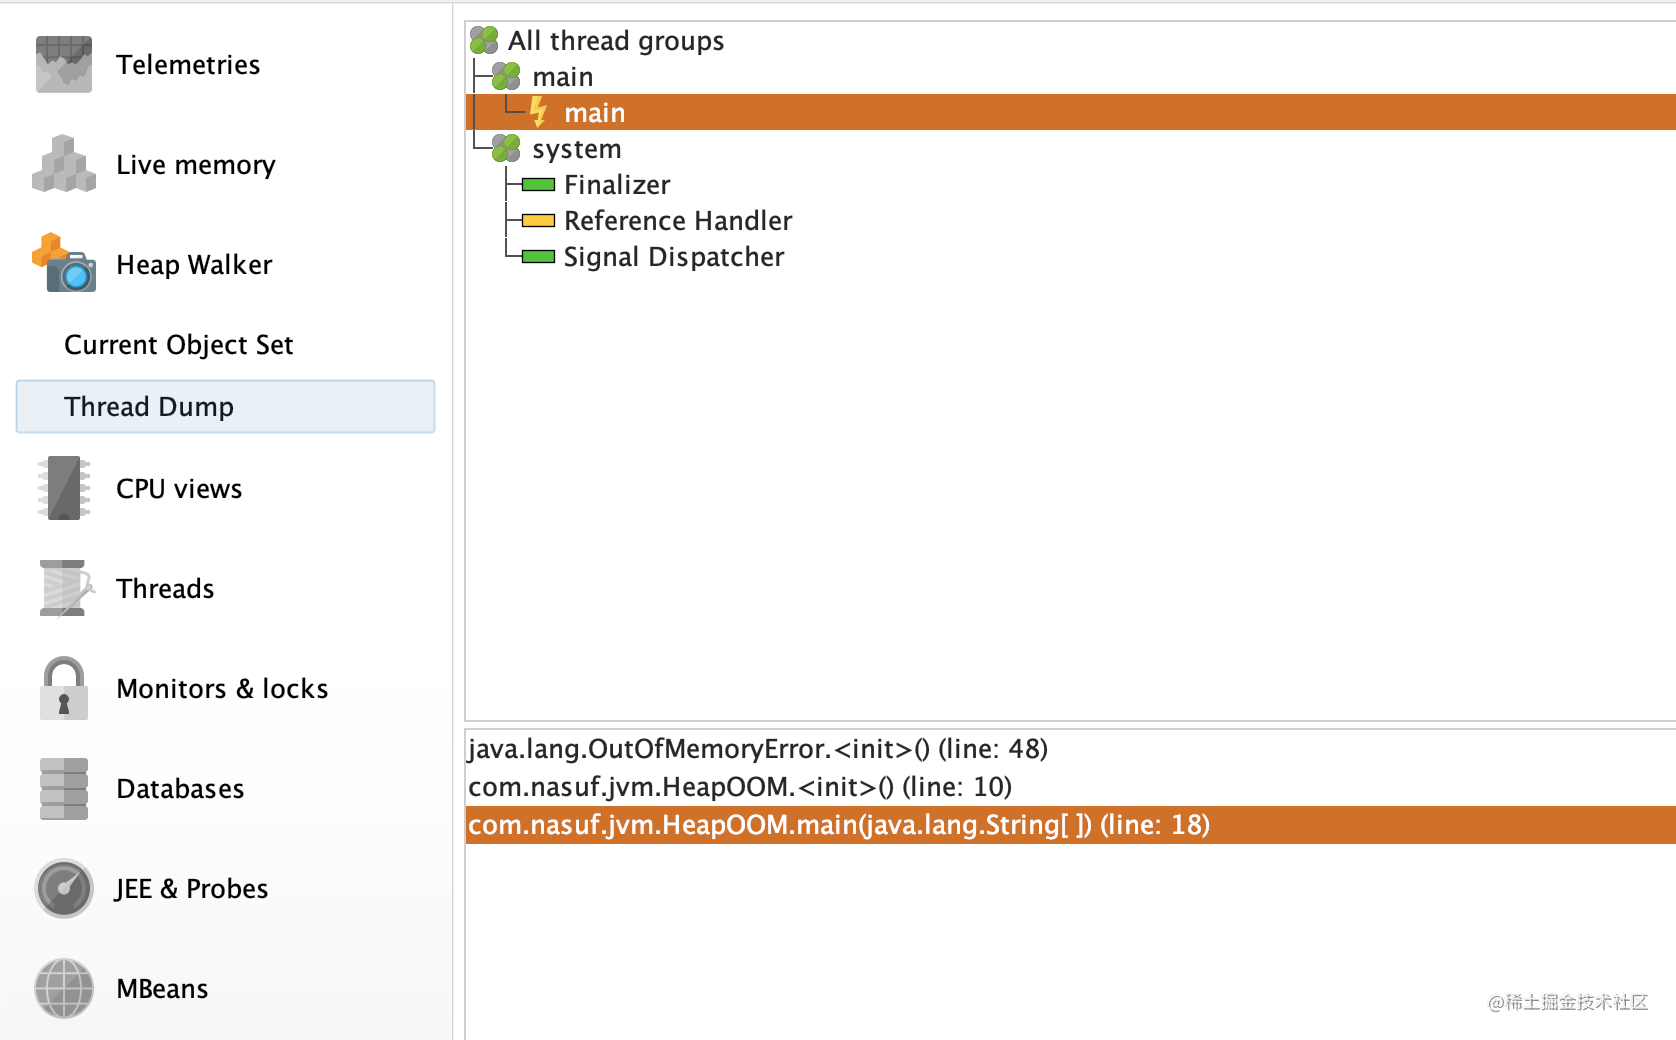 Telemetries
Live memory
Heap Walker
Current Object Set
Thread Dump
CPU views
Threads
Monitors & locks
Databases
JEE & Probes
MBeans
All thread groups
main
main
system
Finalizer
Reference Handler
Signal Dispatcher
java.lang.OutOfMemoryError.<init>() (line: 48)
com.nasuf.jvm.HeapOOM.<init>() (line: 10)
com.nasuf.jvm.HeapOOM.main(java.lang.String[ ]) (line: 18)
@稀土掘金技术社区